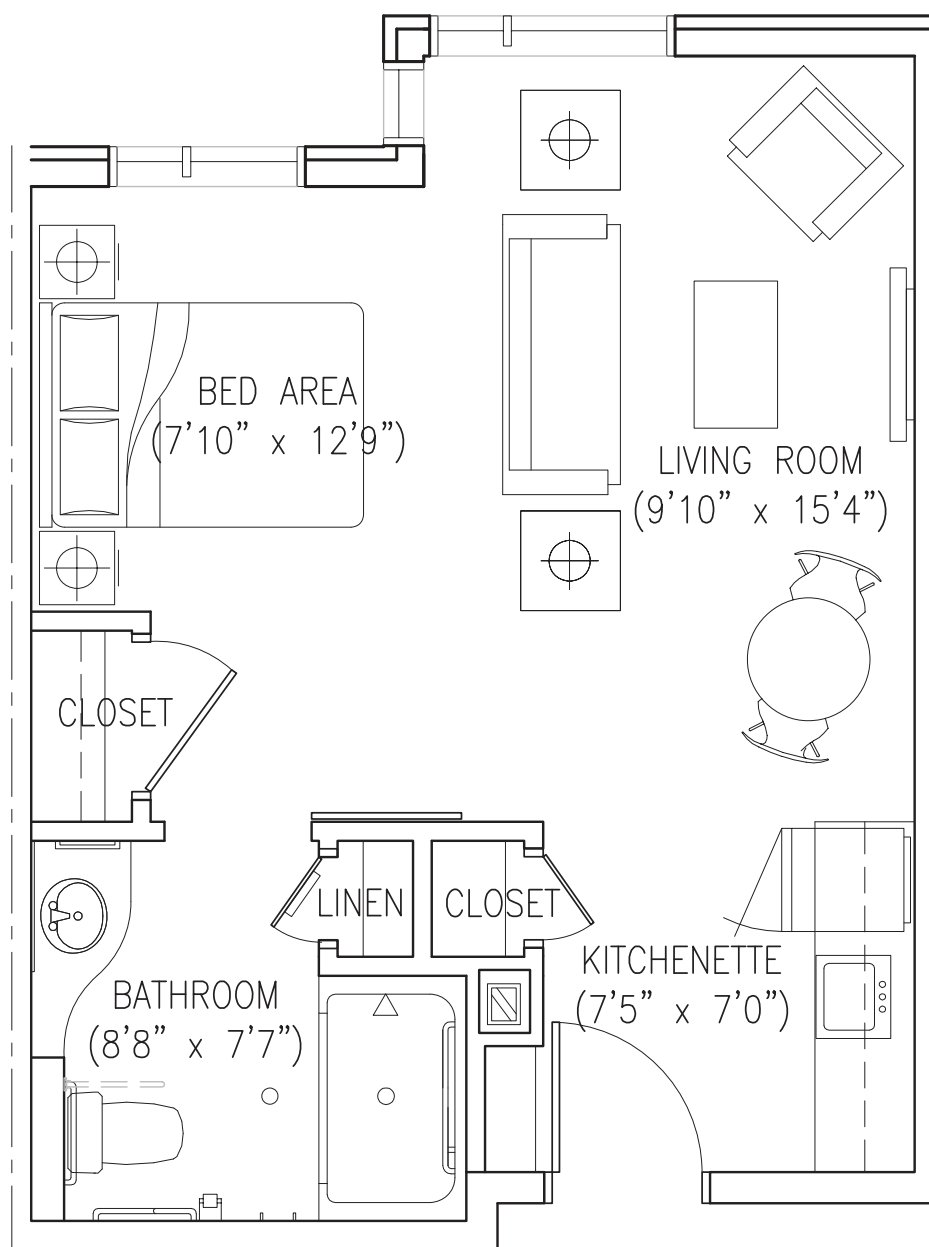 BED AREA
(7'10" x 12'9")
LIVING ROOM
(9'10" x 15'4")
CLOSET
LINEN
CLOSET
KITCHENETTE
(7'5" x 7'0")
BATHROOM
(8'8" x 7'7")